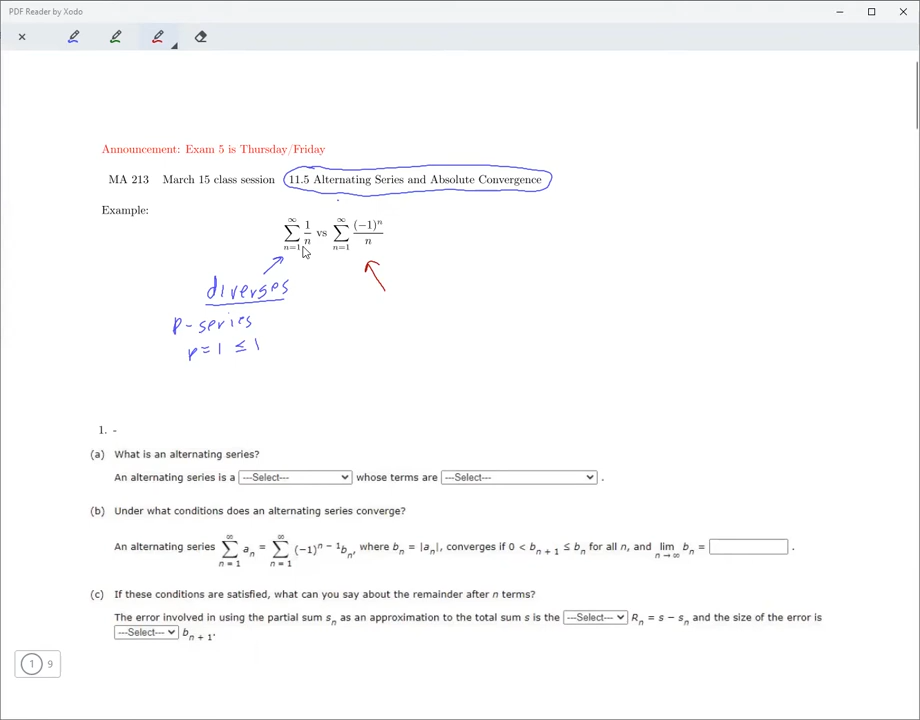 PDF Reader by Xodo
Announcement: Exam 5 is Thursday/Friday
MA 213 March 15 class session 11.5 Alternating Series and Absolute Convergence
Example:
∞ ∑ n=1 1/n vs ∞ ∑ n=1 (−1)^n/n
diverges
p-series
p=1 ≤ 1
1. -
(a) What is an alternating series?
An alternating series is a ---Select--- whose terms are ---Select--- .
(b) Under what conditions does an alternating series converge?
An alternating series ∞ ∑ n = 1 a_n = ∞ ∑ n = 1 (−1)^{n − 1}b_n, where b_n = |a_n|, converges if 0 < b_{n + 1} ≤ b_n for all n, and lim n → ∞ b_n = .
(c) If these conditions are satisfied, what can you say about the remainder after n terms?
The error involved in using the partial sum s_n as an approximation to the total sum s is the ---Select--- R_n = s − s_n and the size of the error is
---Select--- b_{n + 1}.
1 9